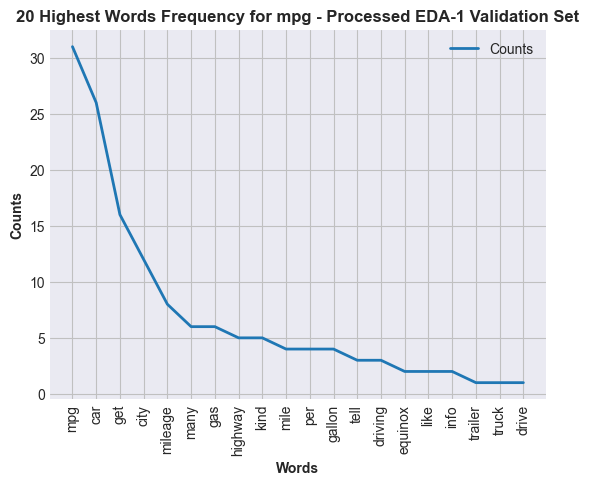 20 Highest Words Frequency for mpg - Processed EDA-1 Validation Set
Counts
30
25
20
15
10
5
0
Counts
mpg
car
get
city
mileage
many
gas
highway
kind
mile
per
gallon
tell
driving
equinox
like
info
trailer
truck
drive
Words